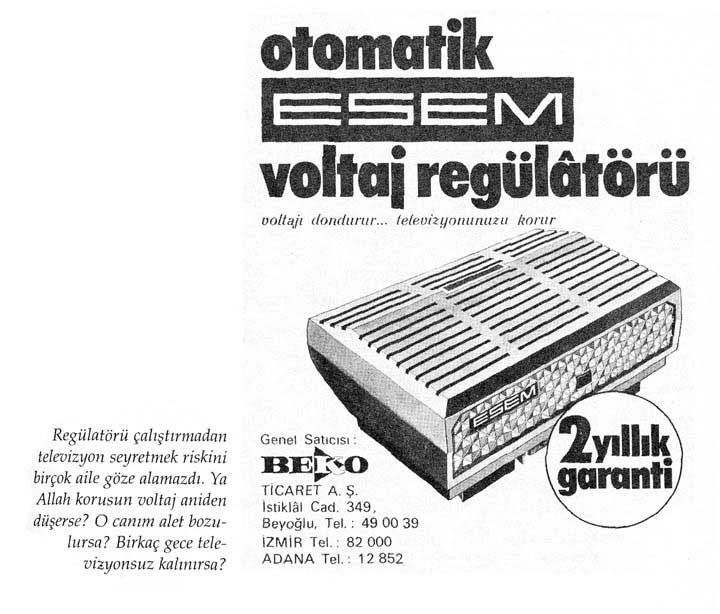 otomatik
ESEM
voltaj regülâtörü
voltajı dondurur... televizyonunuzu korur
ESEM
2 yıllık
garanti
Genel Satıcısı :
BEKO
TİCARET A. Ş.
İstiklâl Cad. 349,
Beyoğlu, Tel. : 49 00 39
İZMİR Tel. : 82 000
ADANA Tel. : 12 852
Regülatörü çalıştırmadan
televizyon seyretmek riskini
birçok aile göze alamazdı. Ya
Allah korusun voltaj aniden
düşerse? O canım alet bozu-
lursa? Birkaç gece tele-
vizyonsuz kalınırsa?